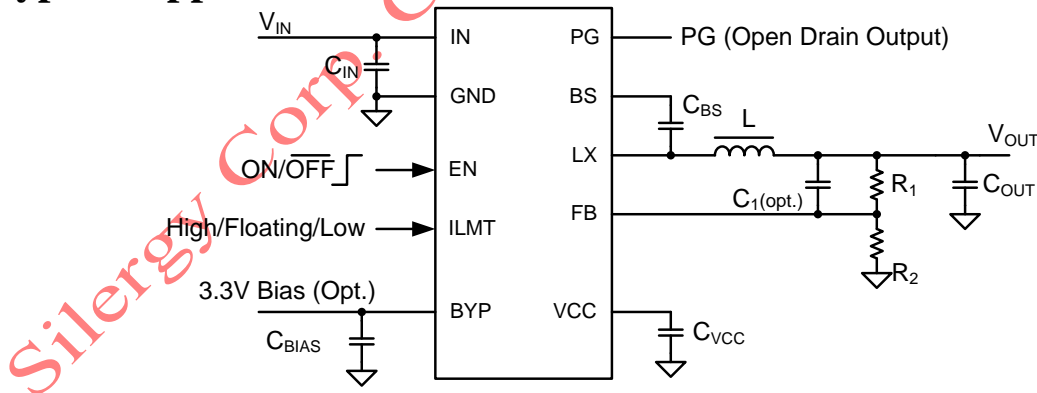 V_IN
IN
PG
PG (Open Drain Output)
C_IN
GND
BS
C_BS
L
V_OUT
LX
ON/OFF
EN
R_1
C_OUT
C_1(opt.)
FB
High/Floating/Low
ILMT
R_2
3.3V Bias (Opt.)
BYP
VCC
C_BIAS
C_VCC
Silergy Corp.